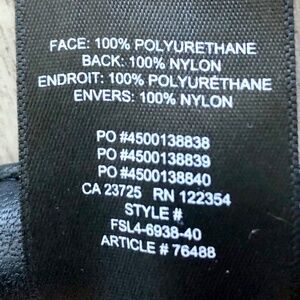 FACE: 100% POLYURETHANE
BACK: 100% NYLON
ENDROIT: 100% POLYURÉTHANE
ENVERS: 100% NYLON
PO #4500138838
PO #4500138839
PO #4500138840
CA 23725 RN 122354
STYLE #
FSL4-6938-40
ARTICLE # 76488